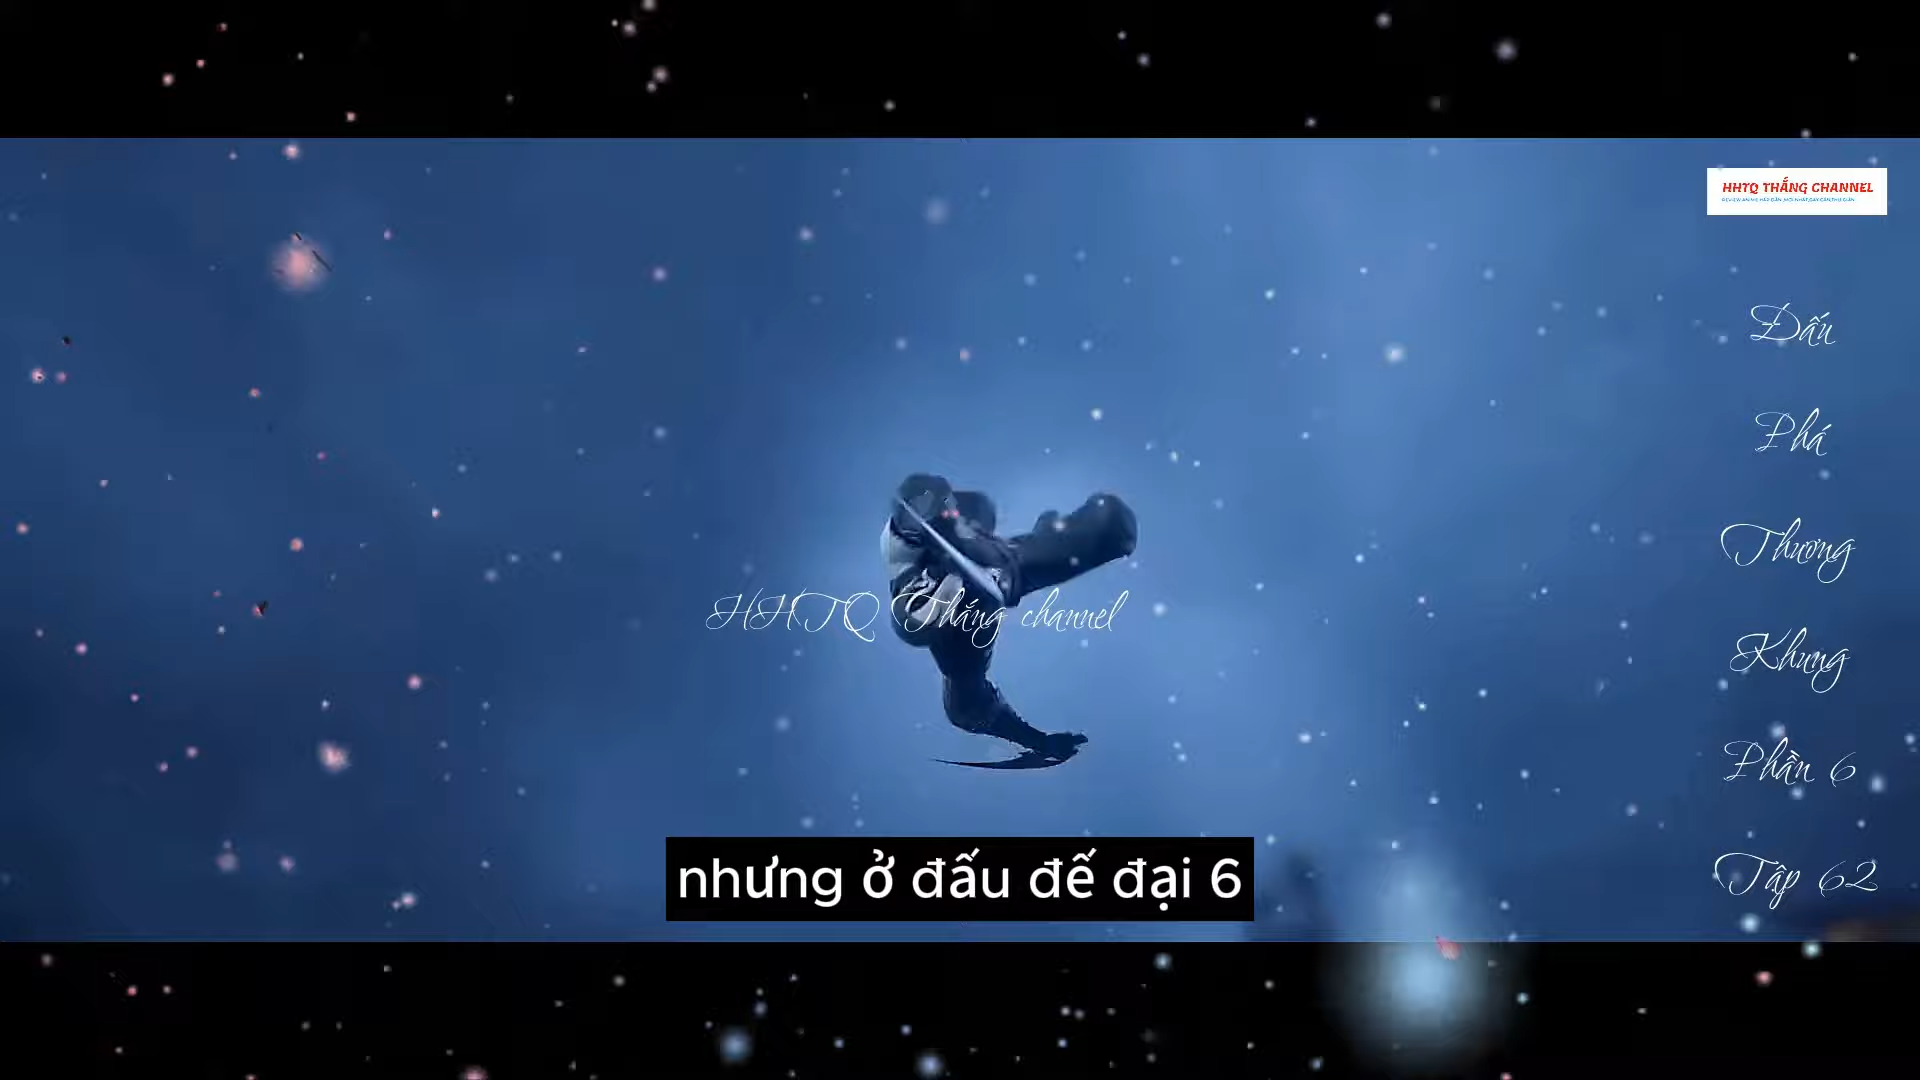 HHTQ THẮNG CHANNEL
Đấu
Phá
Thương
Khung
Phần 6
Tập 62
HHTQ Thắng channel
nhưng ở đấu đế đại 6